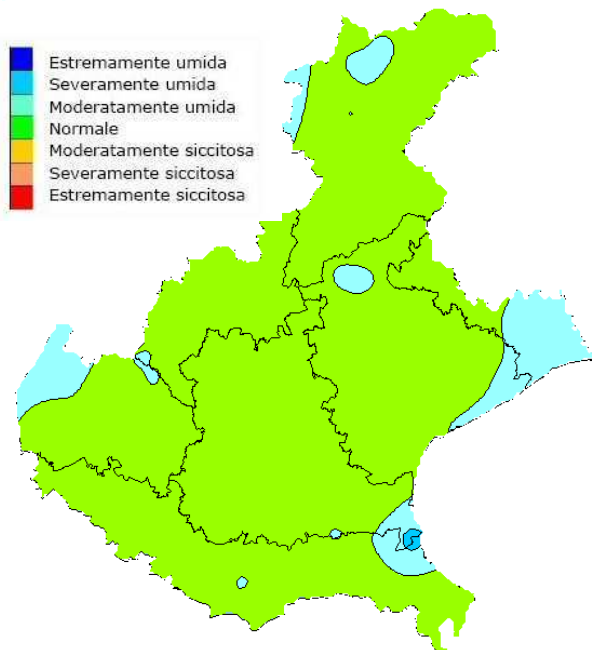 Estremamente umida
Severamente umida
Moderatamente umida
Normale
Moderatamente siccitosa
Severamente siccitosa
Estremamente siccitosa